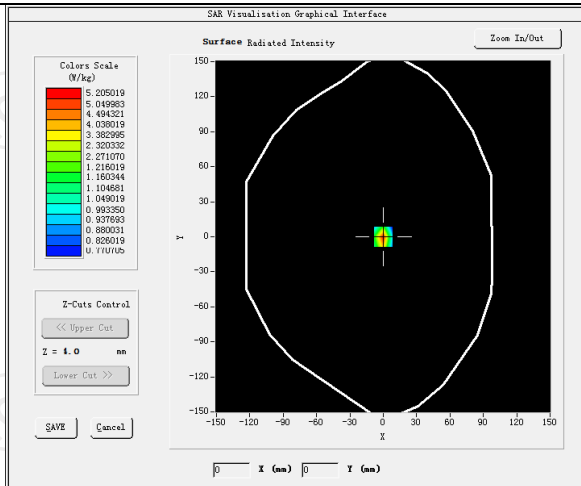 SAR Visualisation Graphical Interface
Surface Radiated Intensity
Zoom In/Out
Colors Scale
(W/kg)
5.205019
5.049983
4.494321
4.038019
3.382995
2.320332
2.271070
1.216019
1.160344
1.104681
1.049019
0.993350
0.937693
0.880031
0.826019
0.770705
150
120
90
60
30
0
-30
-60
-90
-120
-150
Y
-150 -120 -90 -60 -30 0 30 60 90 120 150
X
Z-Cuts Control
<< Upper Cut
Z = 1.0 mm
Lower Cut >>
SAVE Cancel
0 X (mm) 0 Y (mm)